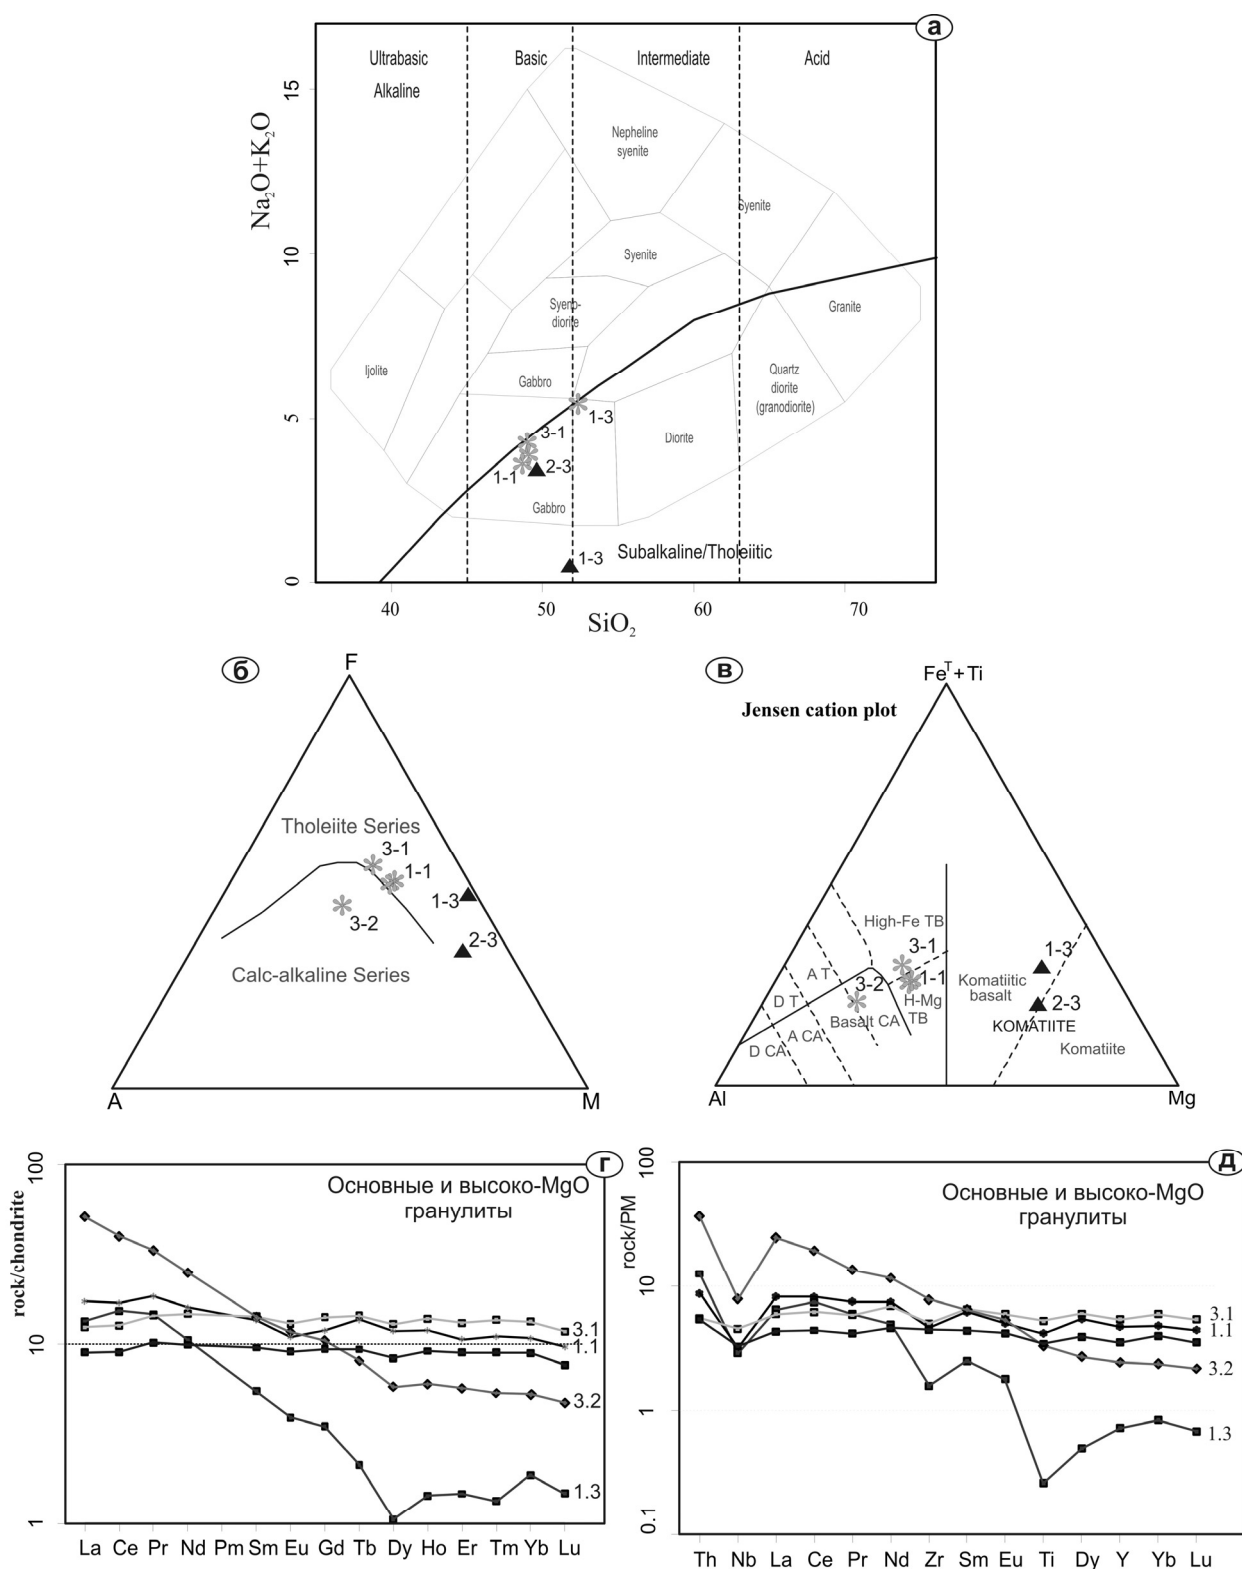 а
Ultrabasic
Basic
Intermediate
Acid
Alkaline
15
10
5
0
Na₂O+K₂O
Nepheline
syenite
Syenite
Syenite
Syeno-
diorite
Granite
Ijolite
Gabbro
Quartz
diorite
(granodiorite)
1-3
3-1
Diorite
1-1
2-3
Gabbro
Subalkaline/Tholeiitic
1-3
40
50
60
70
SiO₂
б
F
Tholeiite Series
3-1
1-1
1-3
3-2
2-3
Calc-alkaline Series
A
M
в
Feᵀ+Ti
Jensen cation plot
High-Fe TB
3-1
1-3
A T
3-2
1-1
Komatiitic
basalt
D T
H-Mg
TB
2-3
Basalt CA
KOMATIITE
A CA
D CA
Komatiite
Al
Mg
г
100
10
1
rock/chondrite
Основные и высоко-MgO
гранулиты
3.1
1.1
3.2
1.3
La Ce Pr Nd Pm Sm Eu Gd Tb Dy Ho Er Tm Yb Lu
д
100
10
1
0.1
rock/PM
Основные и высоко-MgO
гранулиты
3.1
1.1
3.2
1.3
Th Nb La Ce Pr Nd Zr Sm Eu Ti Dy Y Yb Lu